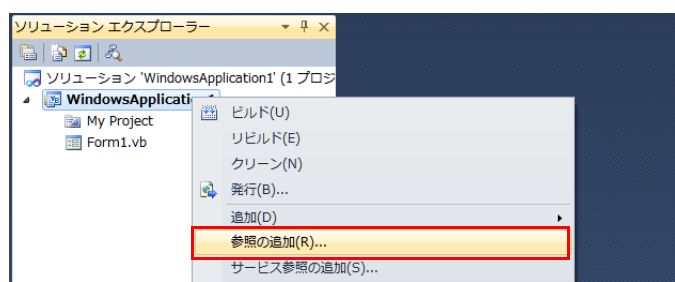 ソリューション エクスプローラー
ソリューション 'WindowsApplication1' (1 プロジ
WindowsApplicati
My Project
Form1.vb
ビルド(U)
リビルド(E)
クリーン(N)
発行(B)...
追加(D)
参照の追加(R)...
サービス参照の追加(S)...